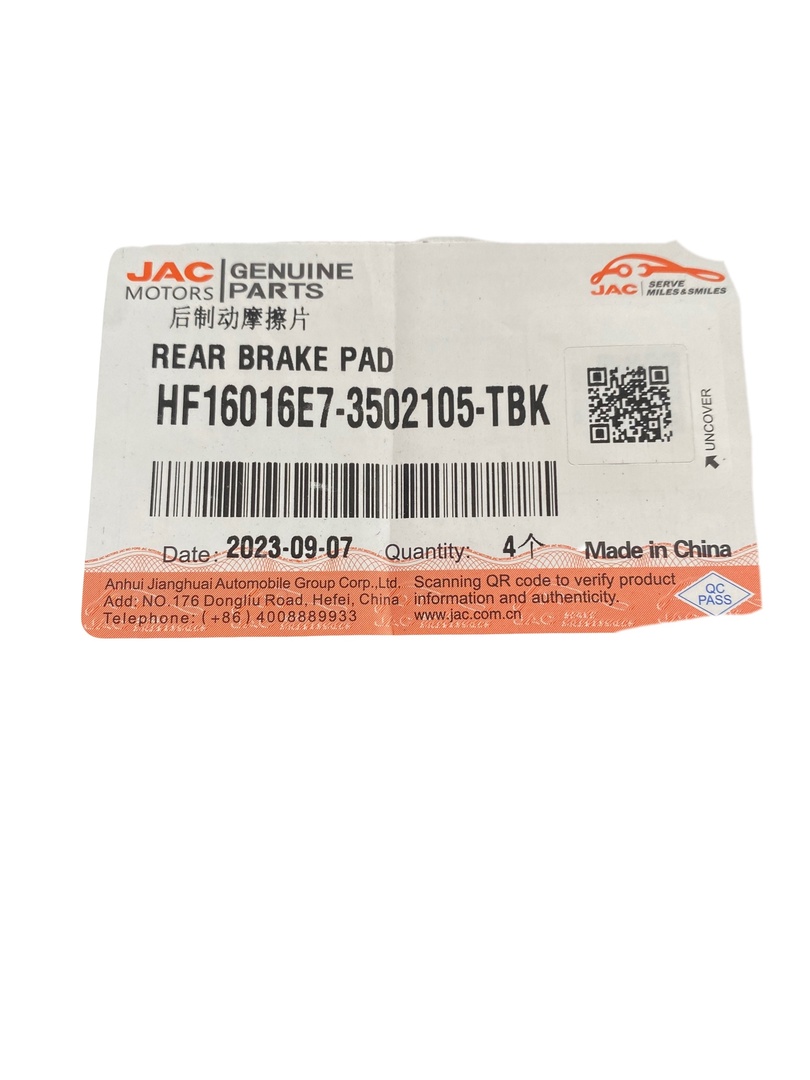 JAC MOTORS | GENUINE PARTS
JAC | SERVE MILES & SMILES
后制动摩擦片
REAR BRAKE PAD
HF16016E7-3502105-TBK
UNCOVER
Date: 2023-09-07 Quantity: 4个 Made in China
Anhui Jianghuai Automobile Group Corp.,Ltd.
Add: NO.176 Dongliu Road, Hefei, China
Telephone: (+86) 4008889933
Scanning QR code to verify product
information and authenticity.
www.jac.com.cn
QC
PASS